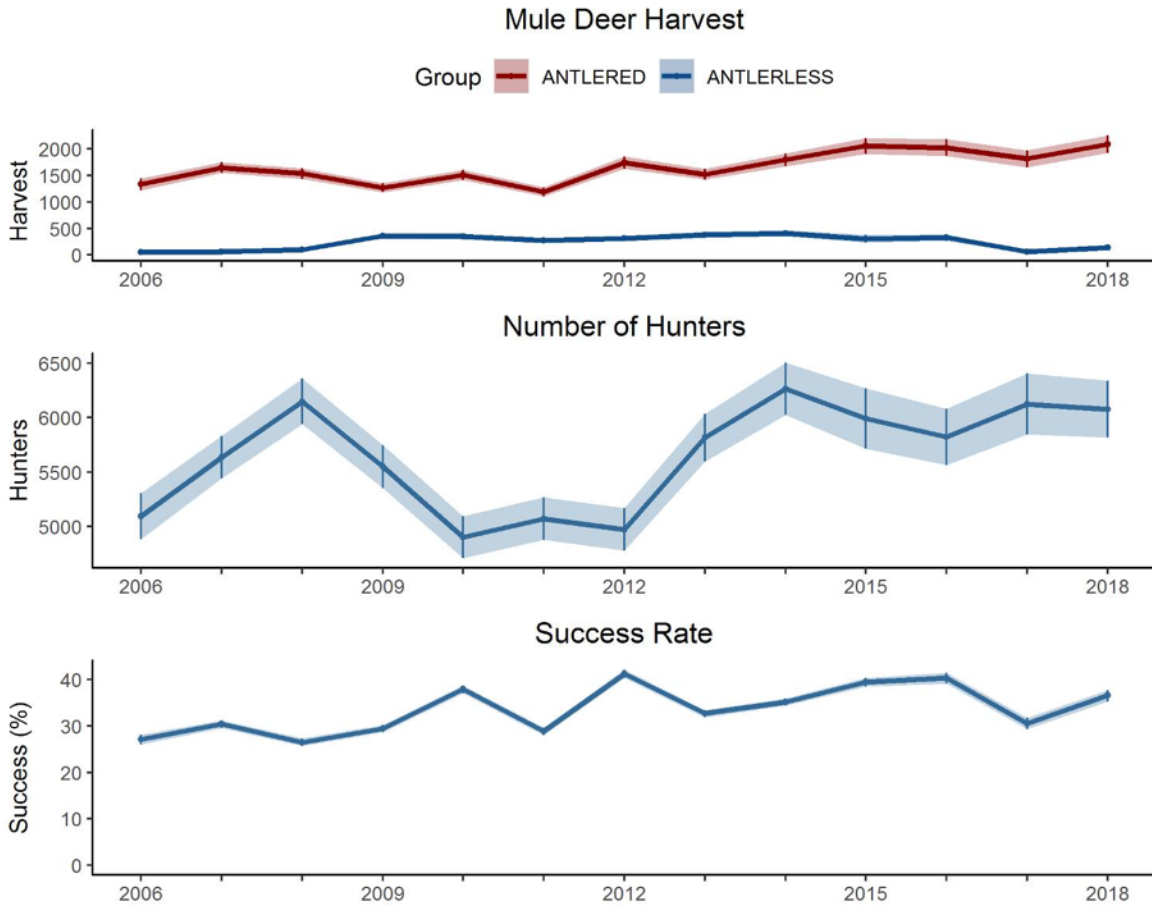 Mule Deer Harvest
Group ANTLERED ANTLERLESS
Harvest
2000
1500
1000
500
0
2006 2009 2012 2015 2018
Number of Hunters
Hunters
6500
6000
5500
5000
2006 2009 2012 2015 2018
Success Rate
Success (%)
40
30
20
10
0
2006 2009 2012 2015 2018